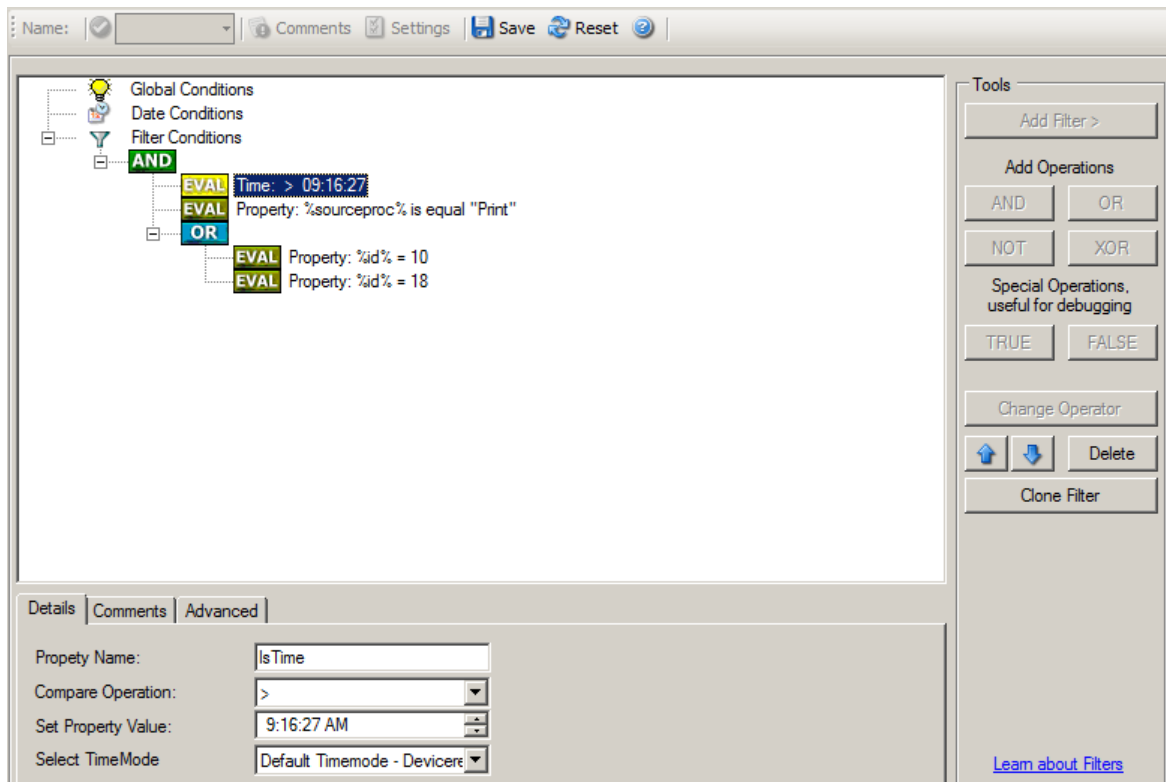 Name: Comments Settings Save Reset
Global Conditions
Date Conditions
Filter Conditions
AND
EVAL Time: > 09:16:27
EVAL Property: %sourceproc% is equal "Print"
OR
EVAL Property: %id% = 10
EVAL Property: %id% = 18
Tools
Add Filter >
Add Operations
AND OR
NOT XOR
Special Operations,
useful for debugging
TRUE FALSE
Change Operator
Delete
Clone Filter
Learn about Filters
Details Comments Advanced
Propety Name: IsTime
Compare Operation: >
Set Property Value: 9:16:27 AM
Select TimeMode Default Timemode - Devicere